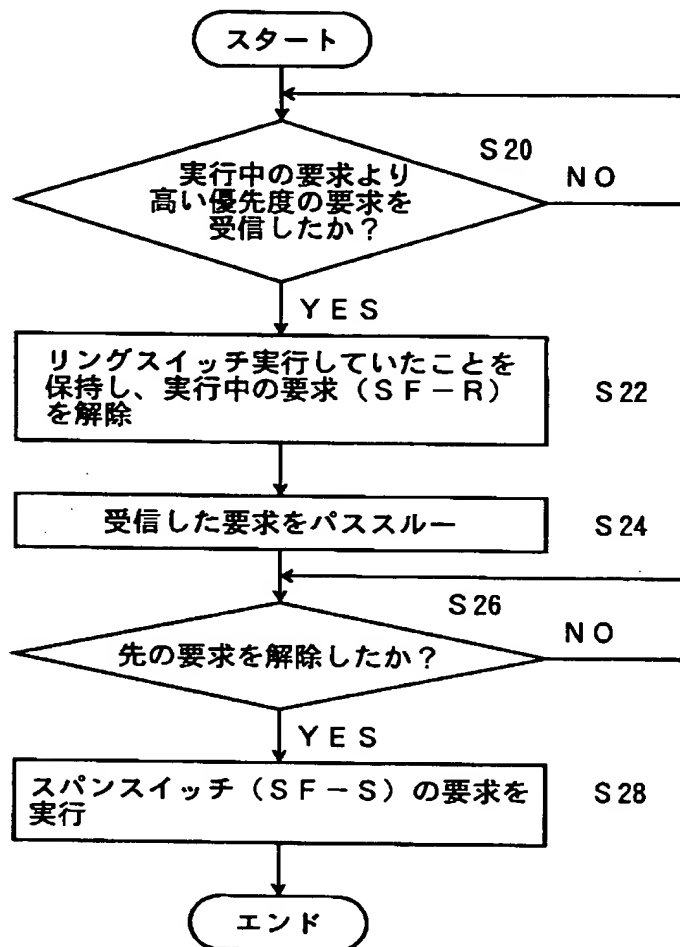 スタート
S20
実行中の要求より
高い優先度の要求を
受信したか？
NO
YES
リングスイッチ実行していたことを
保持し、実行中の要求（SF－R）
を解除
S22
受信した要求をパススルー
S24
S26
先の要求を解除したか？
NO
YES
スパンスイッチ（SF－S）の要求を
実行
S28
エンド